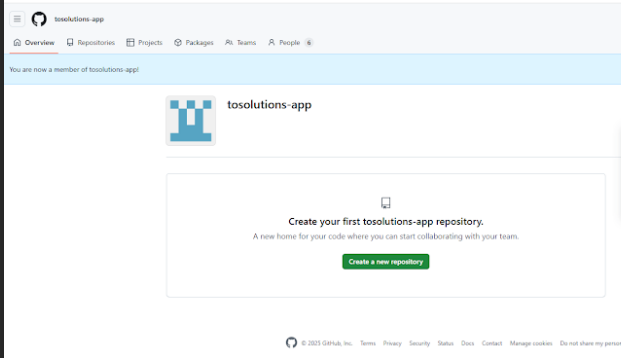 tosolutions-app
Overview Repositories Projects Packages Teams People 6
You are now a member of tosolutions-app!
tosolutions-app
Create your first tosolutions-app repository.
A new home for your code where you can start collaborating with your team.
Create a new repository
© 2025 GitHub, Inc. Terms Privacy Security Status Docs Contact Manage cookies Do not share my person